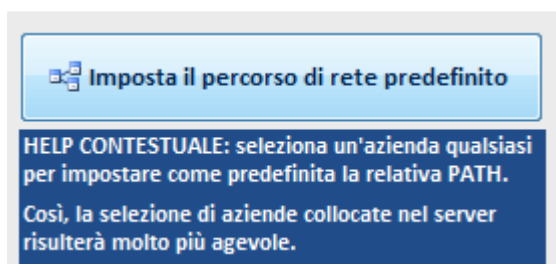 Imposta il percorso di rete predefinito
HELP CONTESTUALE: seleziona un'azienda qualsiasi
per impostare come predefinita la relativa PATH.
Così, la selezione di aziende collocate nel server
risulterà molto più agevole.